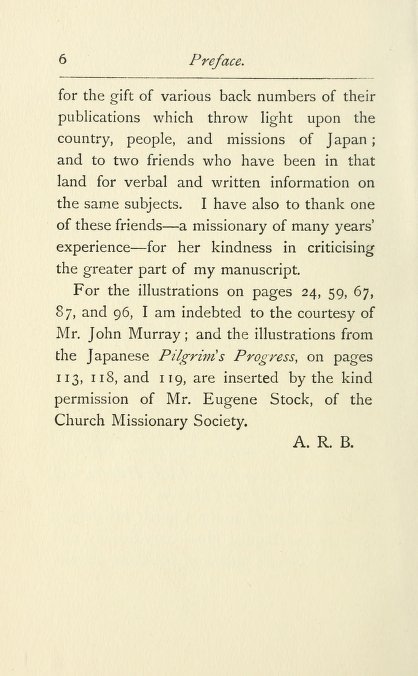 6 Preface.
for the gift of various back numbers of their
publications which throw light upon the
country, people, and missions of Japan ;
and to two friends who have been in that
land for verbal and written information on
the same subjects. I have also to thank one
of these friends—a missionary of many years'
experience—for her kindness in criticising
the greater part of my manuscript.
For the illustrations on pages 24, 59, 67,
87, and 96, I am indebted to the courtesy of
Mr. John Murray ; and the illustrations from
the Japanese Pilgrim's Progress, on pages
113, 118, and 119, are inserted by the kind
permission of Mr. Eugene Stock, of the
Church Missionary Society.
A. R. B.